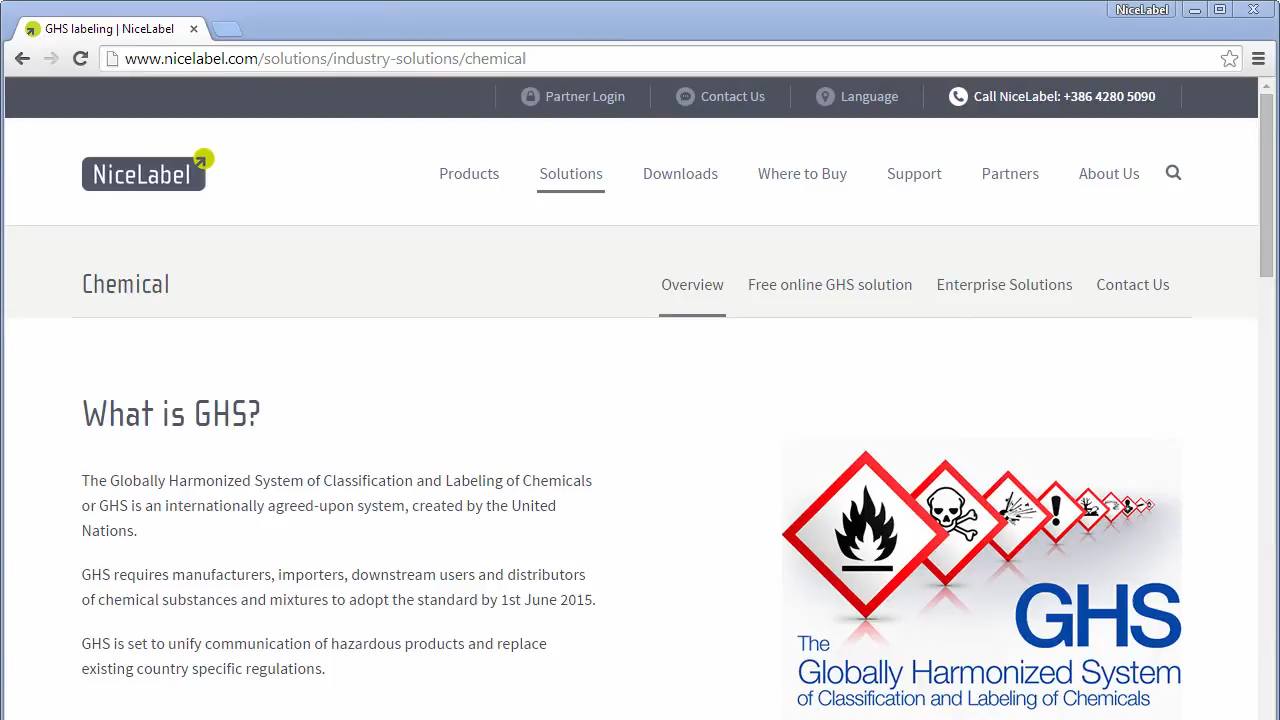 NiceLabel
GHS labeling | NiceLabel
www.nicelabel.com/solutions/industry-solutions/chemical
Partner Login Contact Us Language Call NiceLabel: +386 4280 5090
NiceLabel
Products Solutions Downloads Where to Buy Support Partners About Us
Chemical
Overview Free online GHS solution Enterprise Solutions Contact Us
What is GHS?
The Globally Harmonized System of Classification and Labeling of Chemicals
or GHS is an internationally agreed-upon system, created by the United
Nations.
GHS requires manufacturers, importers, downstream users and distributors
of chemical substances and mixtures to adopt the standard by 1st June 2015.
GHS is set to unify communication of hazardous products and replace
existing country specific regulations.
GHS
The
Globally Harmonized System
of Classification and Labeling of Chemicals